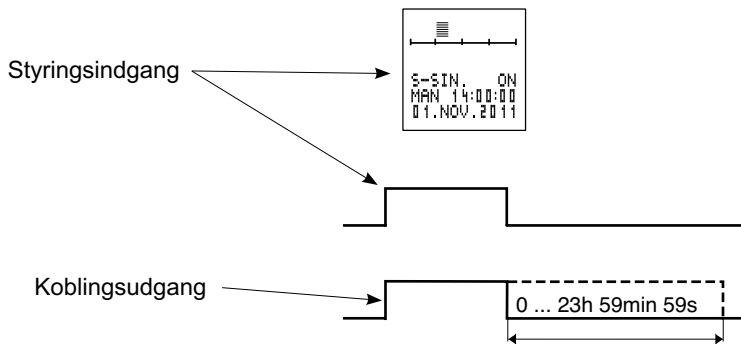 Styringsindgang
S-SIN. ON
MAN 14:00:00
01.NOV.2011
Koblingsudgang
0 ... 23h 59min 59s